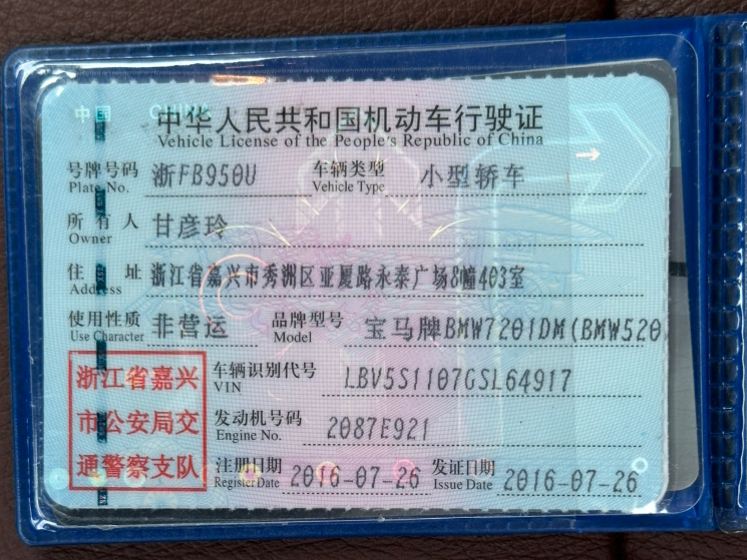 中国 CHINA
中华人民共和国机动车行驶证
Vehicle License of the People's Republic of China
号牌号码 浙FB950U 车辆类型 小型轿车
Plate No. Vehicle Type
所有人 甘彦玲
Owner
住址 浙江省嘉兴市秀洲区亚厦路永泰广场8幢403室
Address
使用性质 非营运 品牌型号 宝马牌BMW7201DM(BMW520
Use Character Model
浙江省嘉兴 车辆识别代号 LBV5S1107GSL64917
VIN
市公安局交 发动机号码 2087E921
Engine No.
通警察支队 注册日期 2016-07-26 发证日期 2016-07-26
Register Date Issue Date